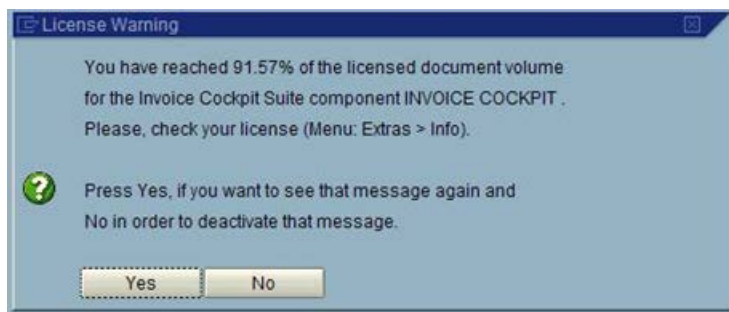 License Warning
You have reached 91.57% of the licensed document volume
for the Invoice Cockpit Suite component INVOICE COCKPIT .
Please, check your license (Menu: Extras > Info).
Press Yes, if you want to see that message again and
No in order to deactivate that message.
Yes No